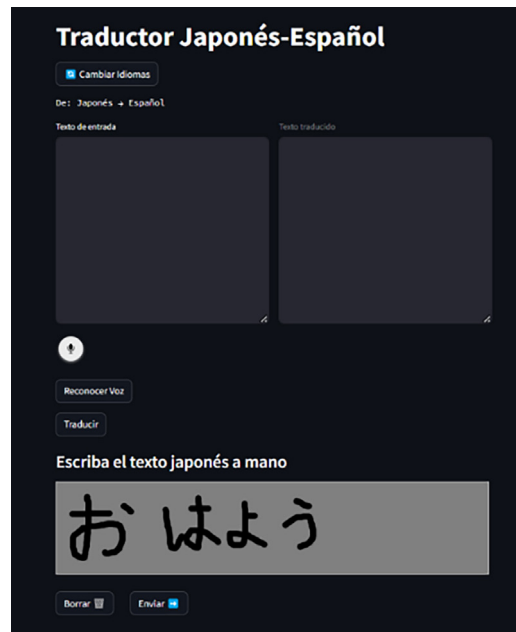 Traductor Japonés-Español
Cambiar Idiomas
De: Japonés → Español
Texto de entrada
Texto traducido
Reconocer Voz
Traducir
Escriba el texto japonés a mano
おはよう
Borrar
Enviar